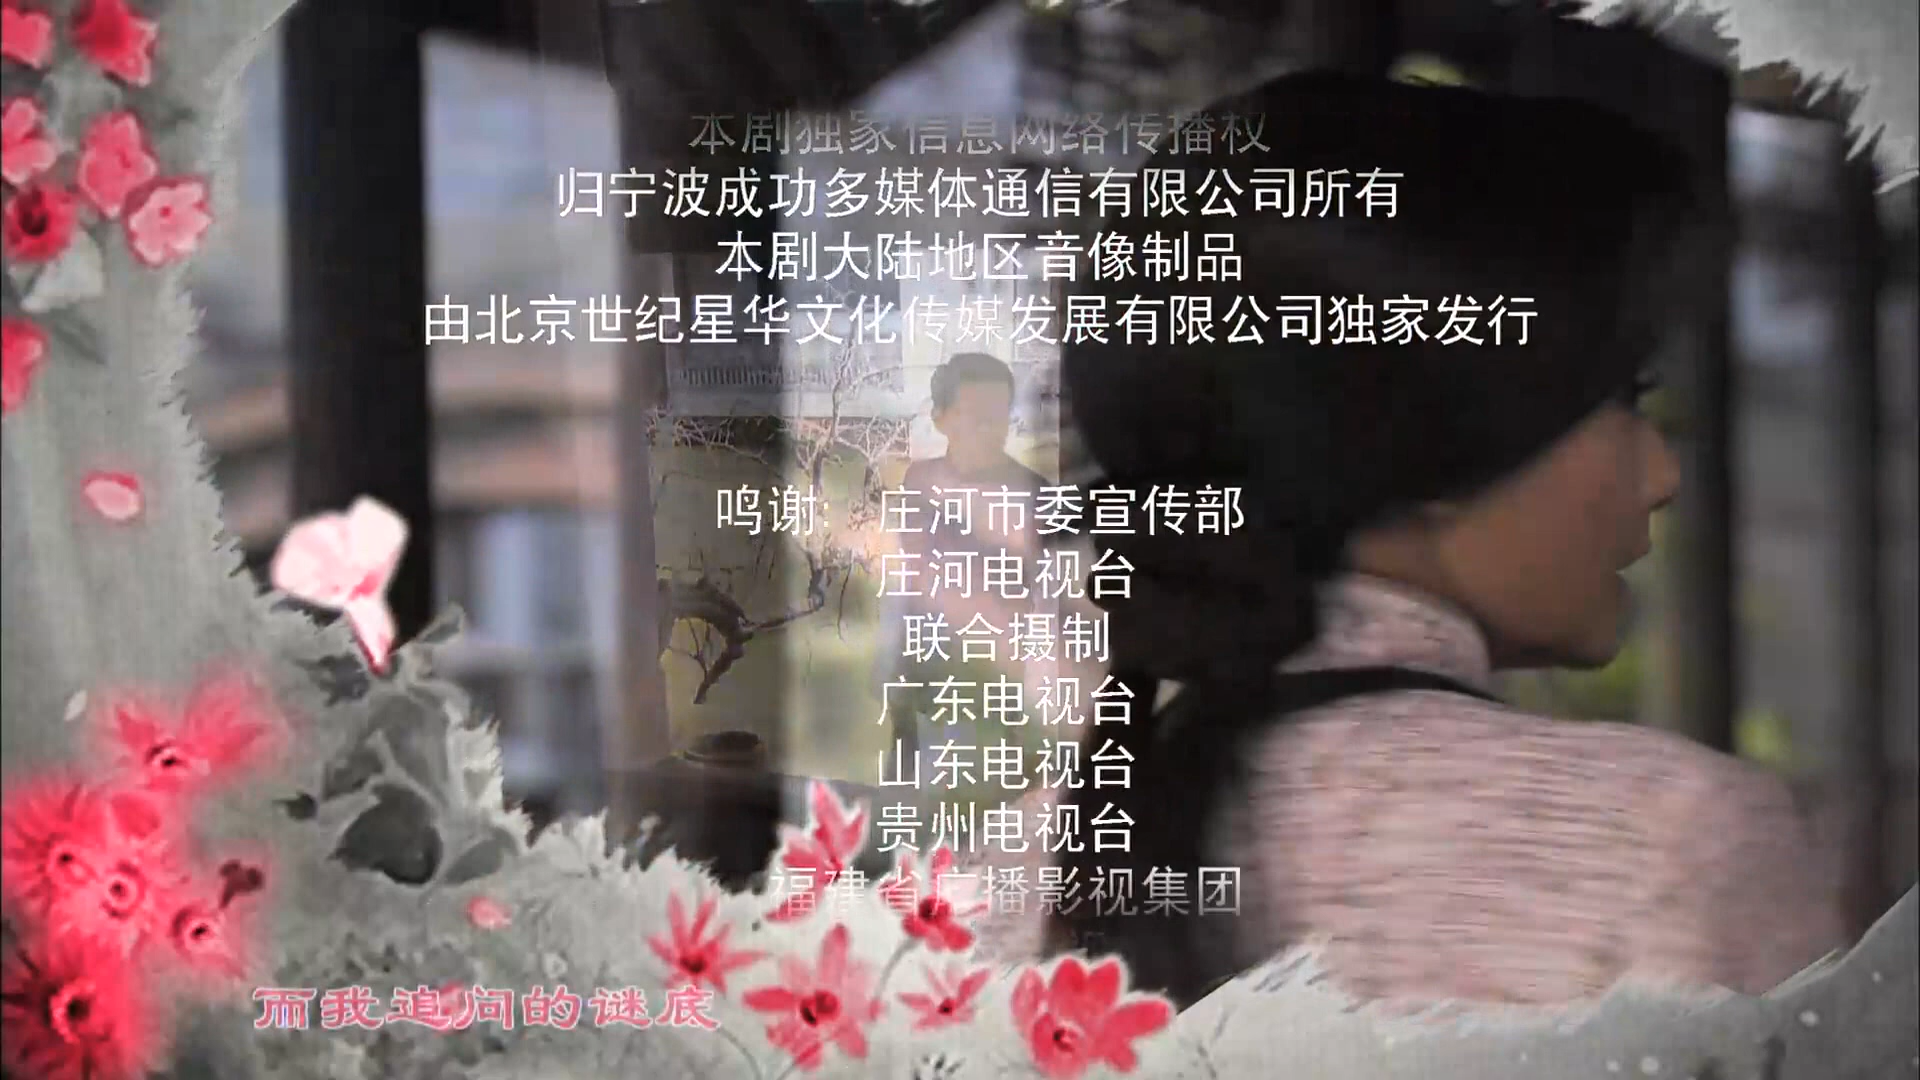 本剧独家信息网络传播权
归宁波成功多媒体通信有限公司所有
本剧大陆地区音像制品
由北京世纪星华文化传媒发展有限公司独家发行
鸣谢：庄河市委宣传部
庄河电视台
联合摄制
广东电视台
山东电视台
贵州电视台
福建省广播影视集团
而我追问的谜底